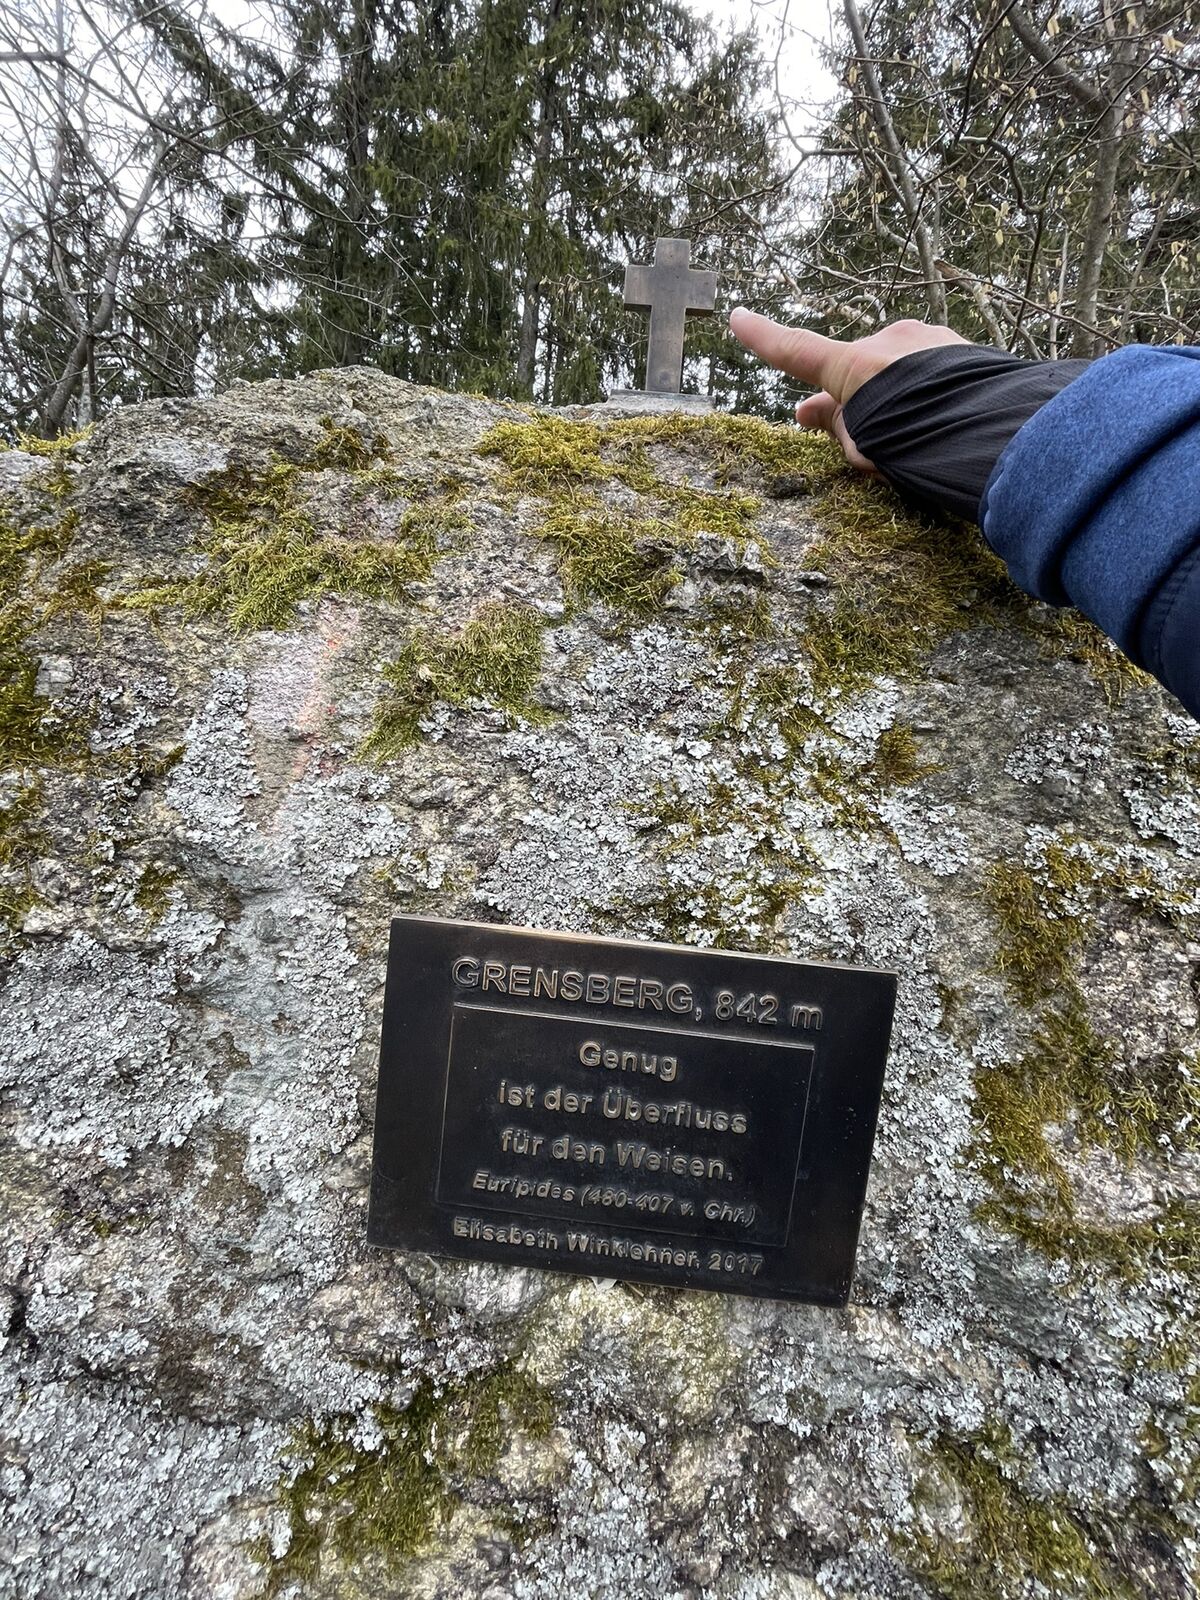 GRENSBERG, 842 m
Genug
ist der Überfluss
für den Weisen.
Euripides (480-407 v. Chr.)
Elisabeth Winklehner, 2017